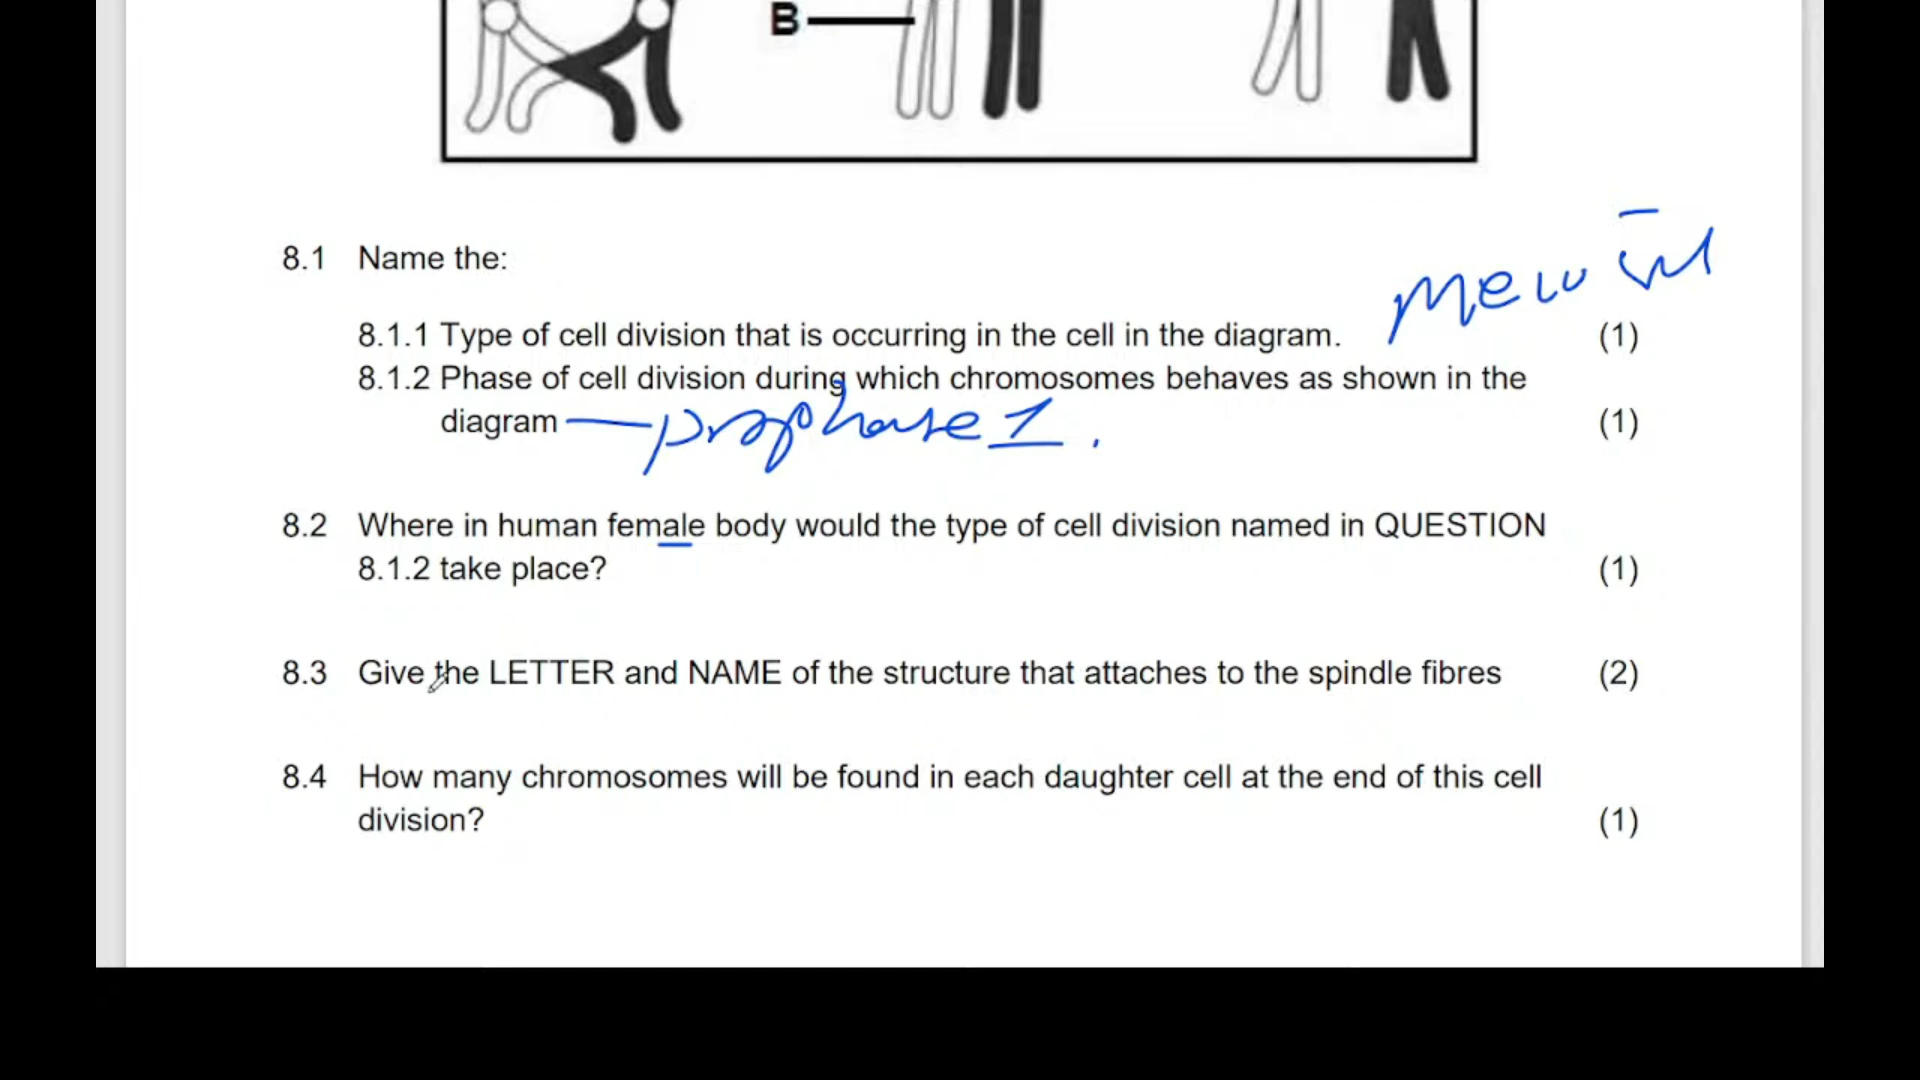 B
8.1 Name the:
meiosis
8.1.1 Type of cell division that is occurring in the cell in the diagram. (1)
8.1.2 Phase of cell division during which chromosomes behaves as shown in the
diagram — prophase 1. (1)
8.2 Where in human female body would the type of cell division named in QUESTION
8.1.2 take place? (1)
8.3 Give the LETTER and NAME of the structure that attaches to the spindle fibres (2)
8.4 How many chromosomes will be found in each daughter cell at the end of this cell
division? (1)